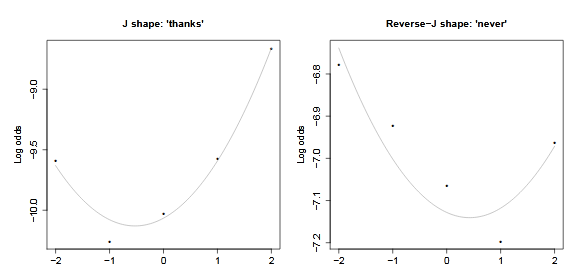 J shape: 'thanks'
Log odds
−9.0
−9.5
−10.0
−2 −1 0 1 2
Reverse−J shape: 'never'
Log odds
−6.8
−6.9
−7.0
−7.1
−7.2
−2 −1 0 1 2